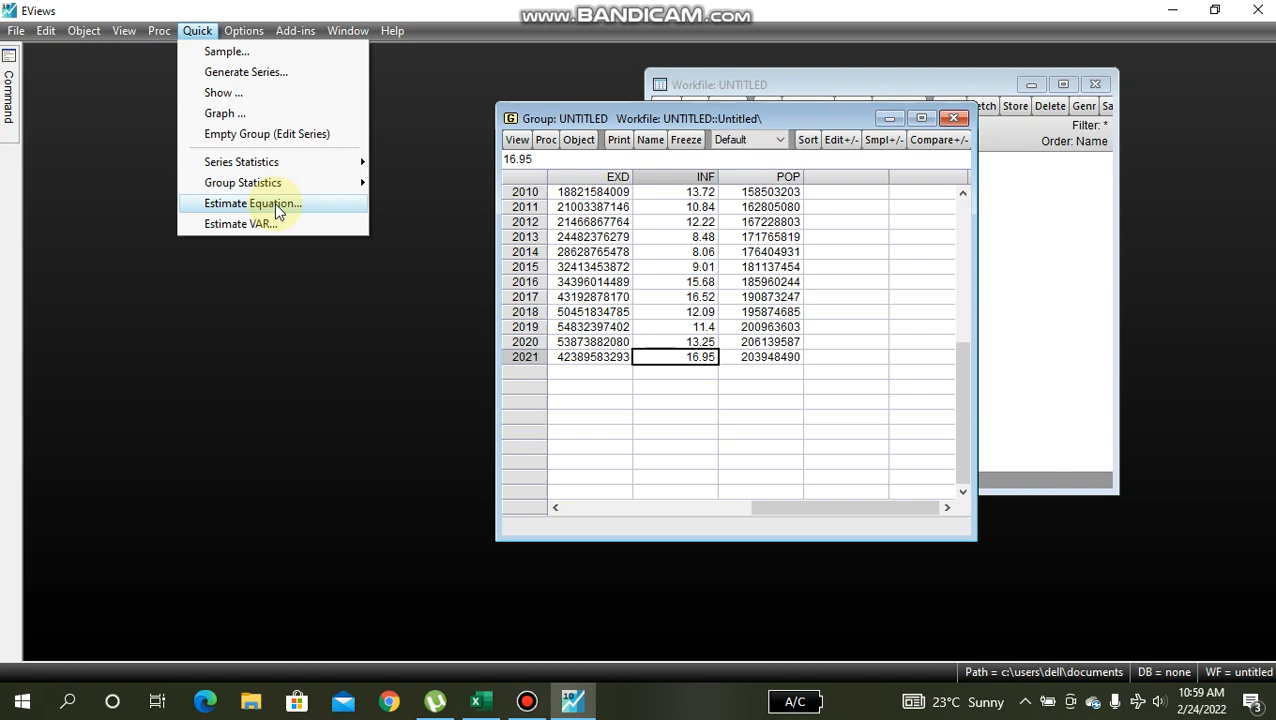 EViews
www.BANDICAM.com
File Edit Object View Proc Quick Options Add-ins Window Help
Command
Sample...
Generate Series...
Show ...
Graph ...
Empty Group (Edit Series)
Series Statistics
Group Statistics
Estimate Equation...
Estimate VAR...
Workfile: UNTITLED
etch Store Delete Genr Sa
Filter: *
Order: Name
G Group: UNTITLED Workfile: UNTITLED::Untitled\
View Proc Object Print Name Freeze Default Sort Edit+/- Smpl+/- Compare+/-
16.95
EXD INF POP
2010 18821584009 13.72 158503203
2011 21003387146 10.84 162805080
2012 21466867764 12.22 167228803
2013 24482376279 8.48 171765819
2014 28628765478 8.06 176404931
2015 32413453872 9.01 181137454
2016 34396014489 15.68 185960244
2017 43192878170 16.52 190873247
2018 50451834785 12.09 195874685
2019 54832397402 11.4 200963603
2020 53873882080 13.25 206139587
2021 42389583293 16.95 203948490
Path = c:\users\dell\documents DB = none WF = untitled
10
A/C
23°C Sunny
10:59 AM
2/24/2022
3